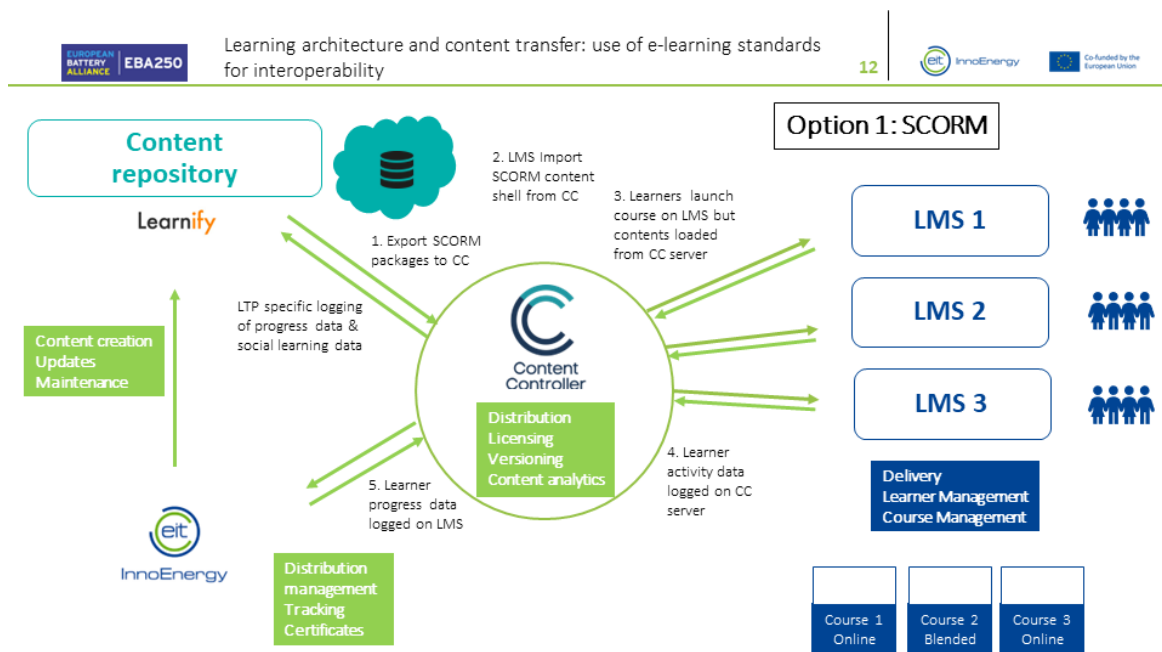 EUROPEAN
BATTERY
ALLIANCE
EBA250
Learning architecture and content transfer: use of e-learning standards
for interoperability
12
eit InnoEnergy
Co-funded by the
European Union
Option 1: SCORM
Content
repository
Learnify
1. Export SCORM
packages to CC
2. LMS Import
SCORM content
shell from CC
3. Learners launch
course on LMS but
contents loaded
from CC server
LMS 1
LMS 2
LMS 3
LTP specific logging
of progress data &
social learning data
Content creation
Updates
Maintenance
Content
Controller
Distribution
Licensing
Versioning
Content analytics
4. Learner
activity data
logged on CC
server
5. Learner
progress data
logged on LMS
Delivery
Learner Management
Course Management
eit
InnoEnergy
Distribution
management
Tracking
Certificates
Course 1
Online
Course 2
Blended
Course 3
Online